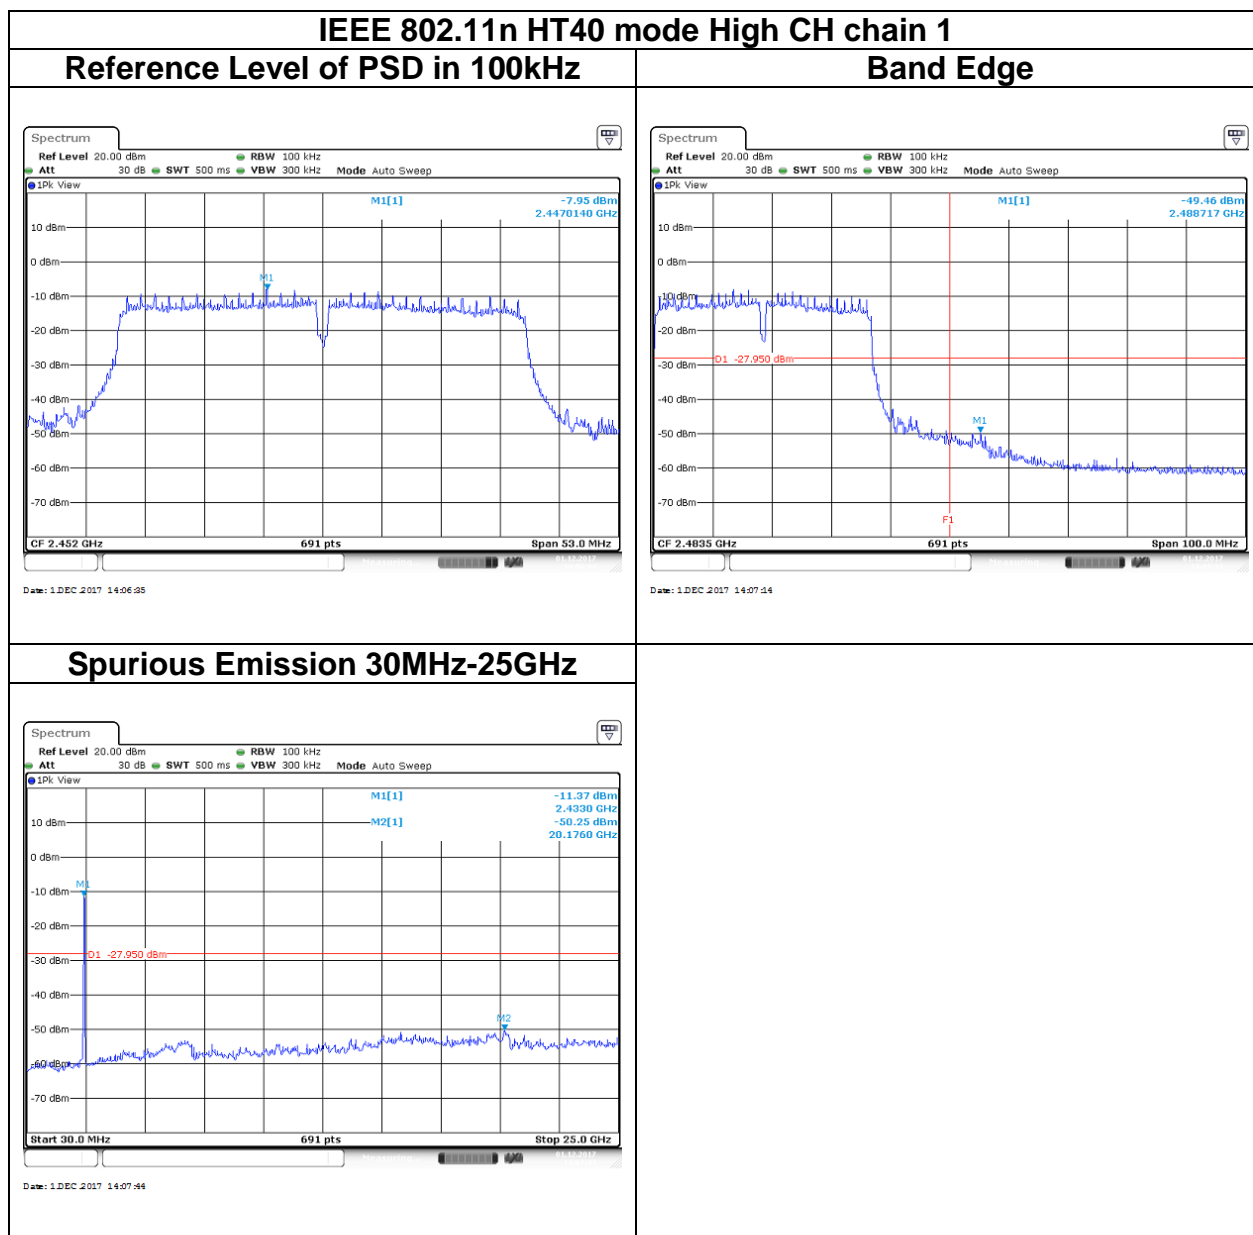 IEEE 802.11n HT40 mode High CH chain 1
Reference Level of PSD in 100kHz
Band Edge
Spectrum
Ref Level 20.00 dBm RBW 100 kHz
Att 30 dB SWT 500 ms VBW 300 kHz Mode Auto Sweep
1Pk View
M1[1] -7.95 dBm
2.4470140 GHz
10 dBm
0 dBm
M1
-10 dBm
-20 dBm
-30 dBm
-40 dBm
-50 dBm
-60 dBm
-70 dBm
CF 2.452 GHz 691 pts Span 53.0 MHz
Date: 1.DEC.2017 14:06:35
Spectrum
Ref Level 20.00 dBm RBW 100 kHz
Att 30 dB SWT 500 ms VBW 300 kHz Mode Auto Sweep
1Pk View
M1[1] -49.46 dBm
2.488717 GHz
10 dBm
0 dBm
-10 dBm
-20 dBm
D1 -27.950 dBm
-30 dBm
-40 dBm
M1
-50 dBm
-60 dBm
-70 dBm
F1
CF 2.4835 GHz 691 pts Span 100.0 MHz
Date: 1.DEC.2017 14:07:14
Spurious Emission 30MHz-25GHz
Spectrum
Ref Level 20.00 dBm RBW 100 kHz
Att 30 dB SWT 500 ms VBW 300 kHz Mode Auto Sweep
1Pk View
M1[1] -11.37 dBm
2.4330 GHz
10 dBm M2[1] -50.25 dBm
20.1760 GHz
0 dBm
M1
-10 dBm
-20 dBm
D1 -27.950 dBm
-30 dBm
-40 dBm
M2
-50 dBm
-60 dBm
-70 dBm
Start 30.0 MHz 691 pts Stop 25.0 GHz
Date: 1.DEC.2017 14:07:44